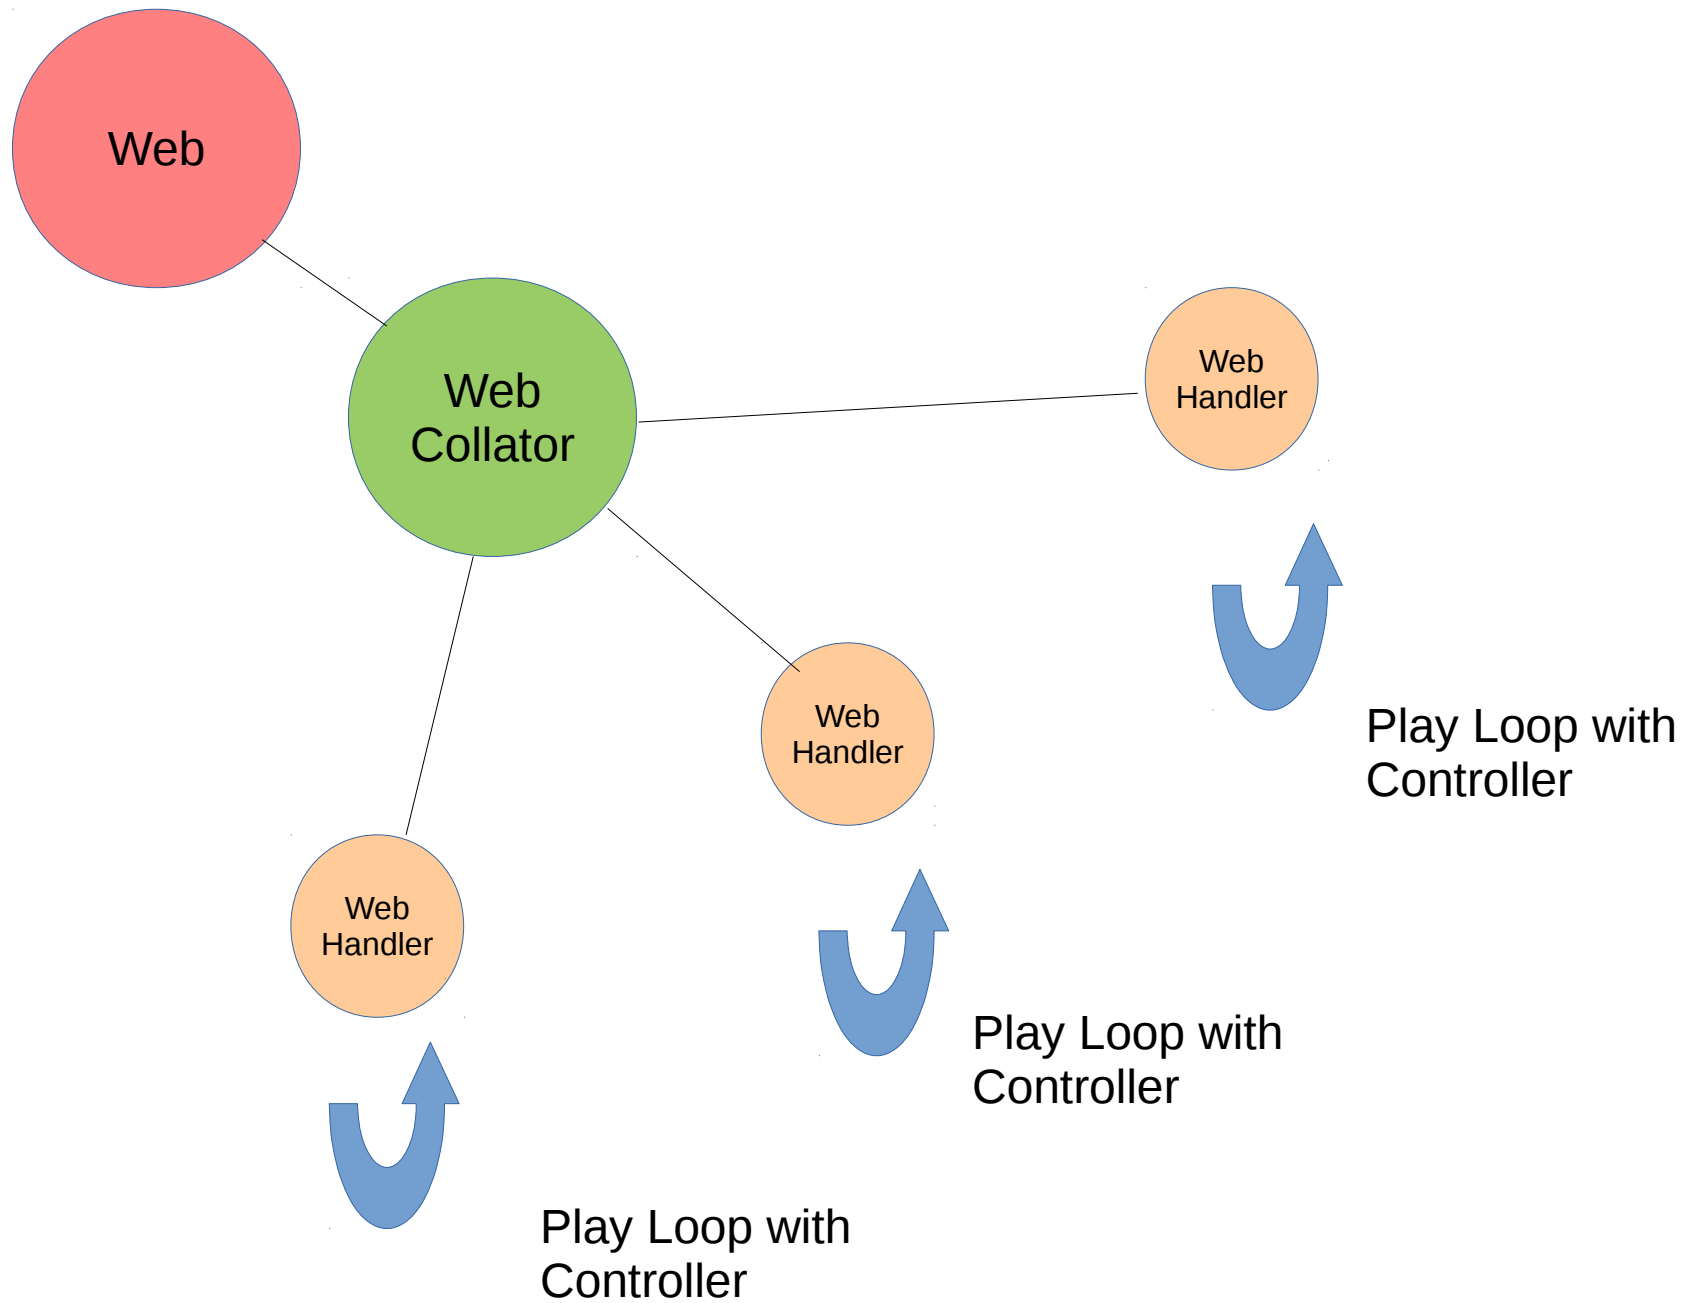 Web
Web
Collator
Web
Handler
Web
Handler
Play Loop with
Controller
Web
Handler
Play Loop with
Controller
Play Loop with
Controller